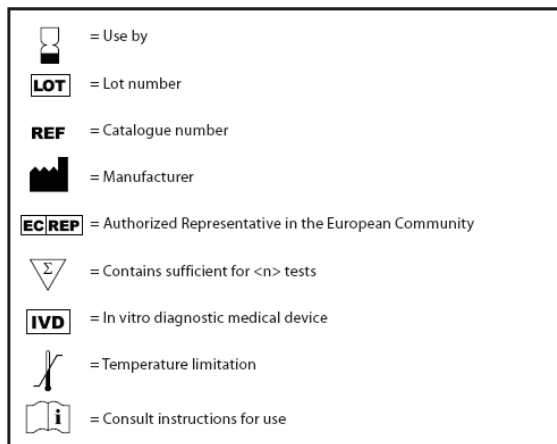 = Use by
LOT = Lot number
REF = Catalogue number
= Manufacturer
EC REP = Authorized Representative in the European Community
Σ = Contains sufficient for <n> tests
IVD = In vitro diagnostic medical device
= Temperature limitation
i = Consult instructions for use